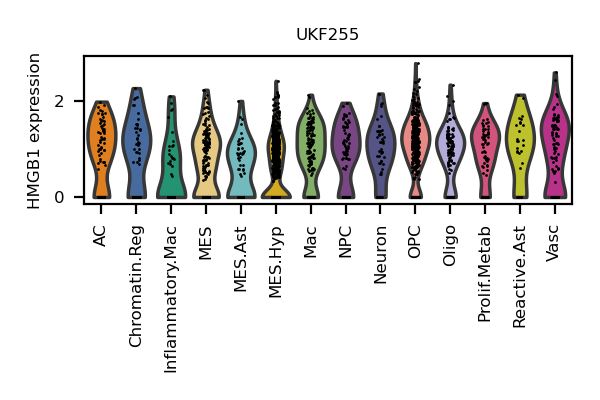 UKF255
HMGB1 expression
2
0
AC
Chromatin.Reg
Inflammatory.Mac
MES
MES.Ast
MES.Hyp
Mac
NPC
Neuron
OPC
Oligo
Prolif.Metab
Reactive.Ast
Vasc